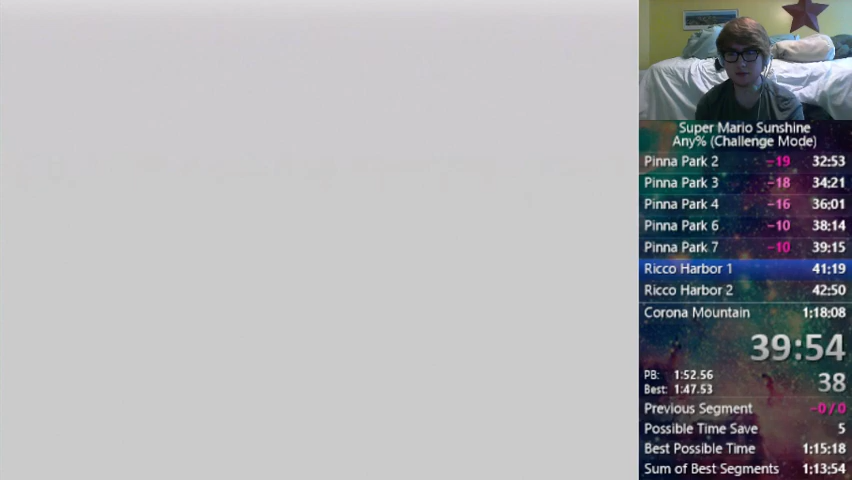 Super Mario Sunshine
Any% (Challenge Mode)
Pinna Park 2 -19 32:53
Pinna Park 3 -18 34:21
Pinna Park 4 -16 36:01
Pinna Park 6 -10 38:14
Pinna Park 7 -10 39:15
Ricco Harbor 1 41:19
Ricco Harbor 2 42:50
Corona Mountain 1:18:08
39:54
PB: 1:52.56
Best: 1:47.53
38
Previous Segment -0 / 0
Possible Time Save 5
Best Possible Time 1:15:18
Sum of Best Segments 1:13:54